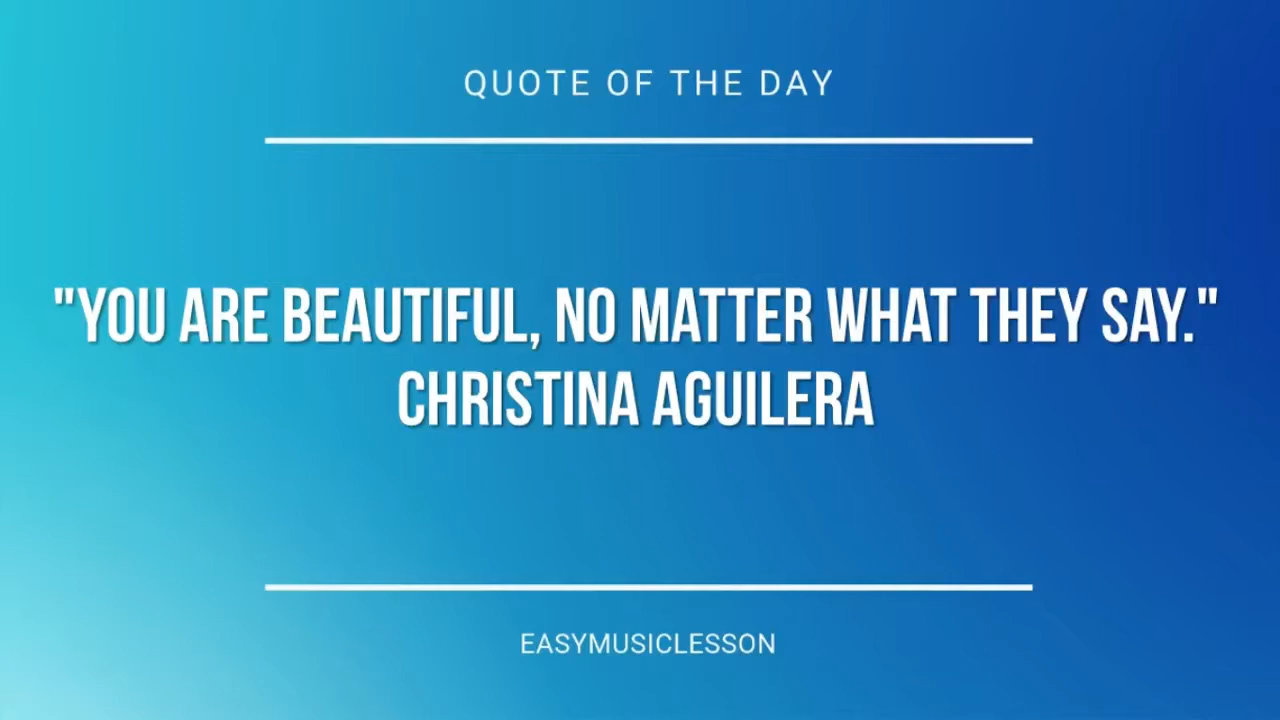 QUOTE OF THE DAY
"YOU ARE BEAUTIFUL, NO MATTER WHAT THEY SAY."
CHRISTINA AGUILERA
EASYMUSICLESSON